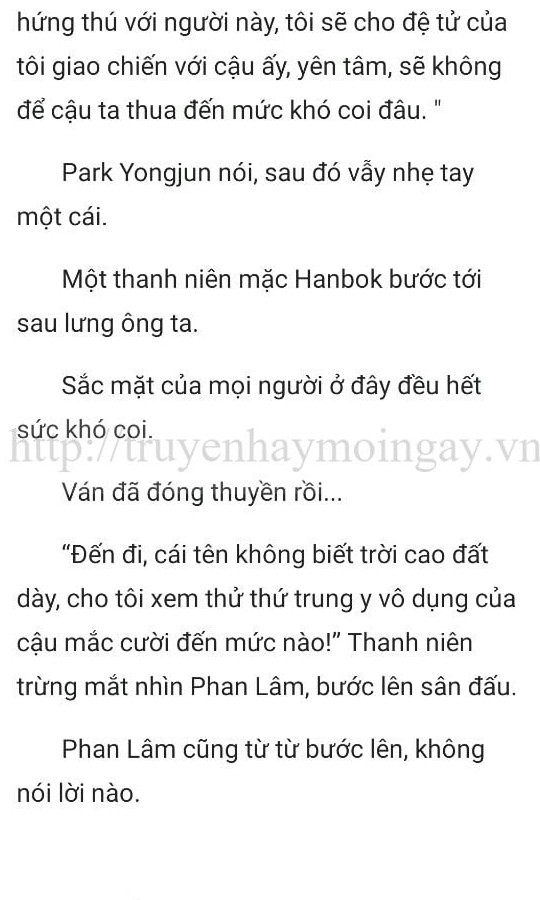 hứng thú với người này, tôi sẽ cho đệ tử của
tôi giao chiến với cậu ấy, yên tâm, sẽ không
để cậu ta thua đến mức khó coi đâu. "
Park Yongjun nói, sau đó vẫy nhẹ tay
một cái.
Một thanh niên mặc Hanbok bước tới
sau lưng ông ta.
Sắc mặt của mọi người ở đây đều hết
sức khó coi.
http://truyenhaymoingay.vn
Ván đã đóng thuyền rồi...
“Đến đi, cái tên không biết trời cao đất
dày, cho tôi xem thử thứ trung y vô dụng của
cậu mắc cười đến mức nào!” Thanh niên
trừng mắt nhìn Phan Lâm, bước lên sân đấu.
Phan Lâm cũng từ từ bước lên, không
nói lời nào.